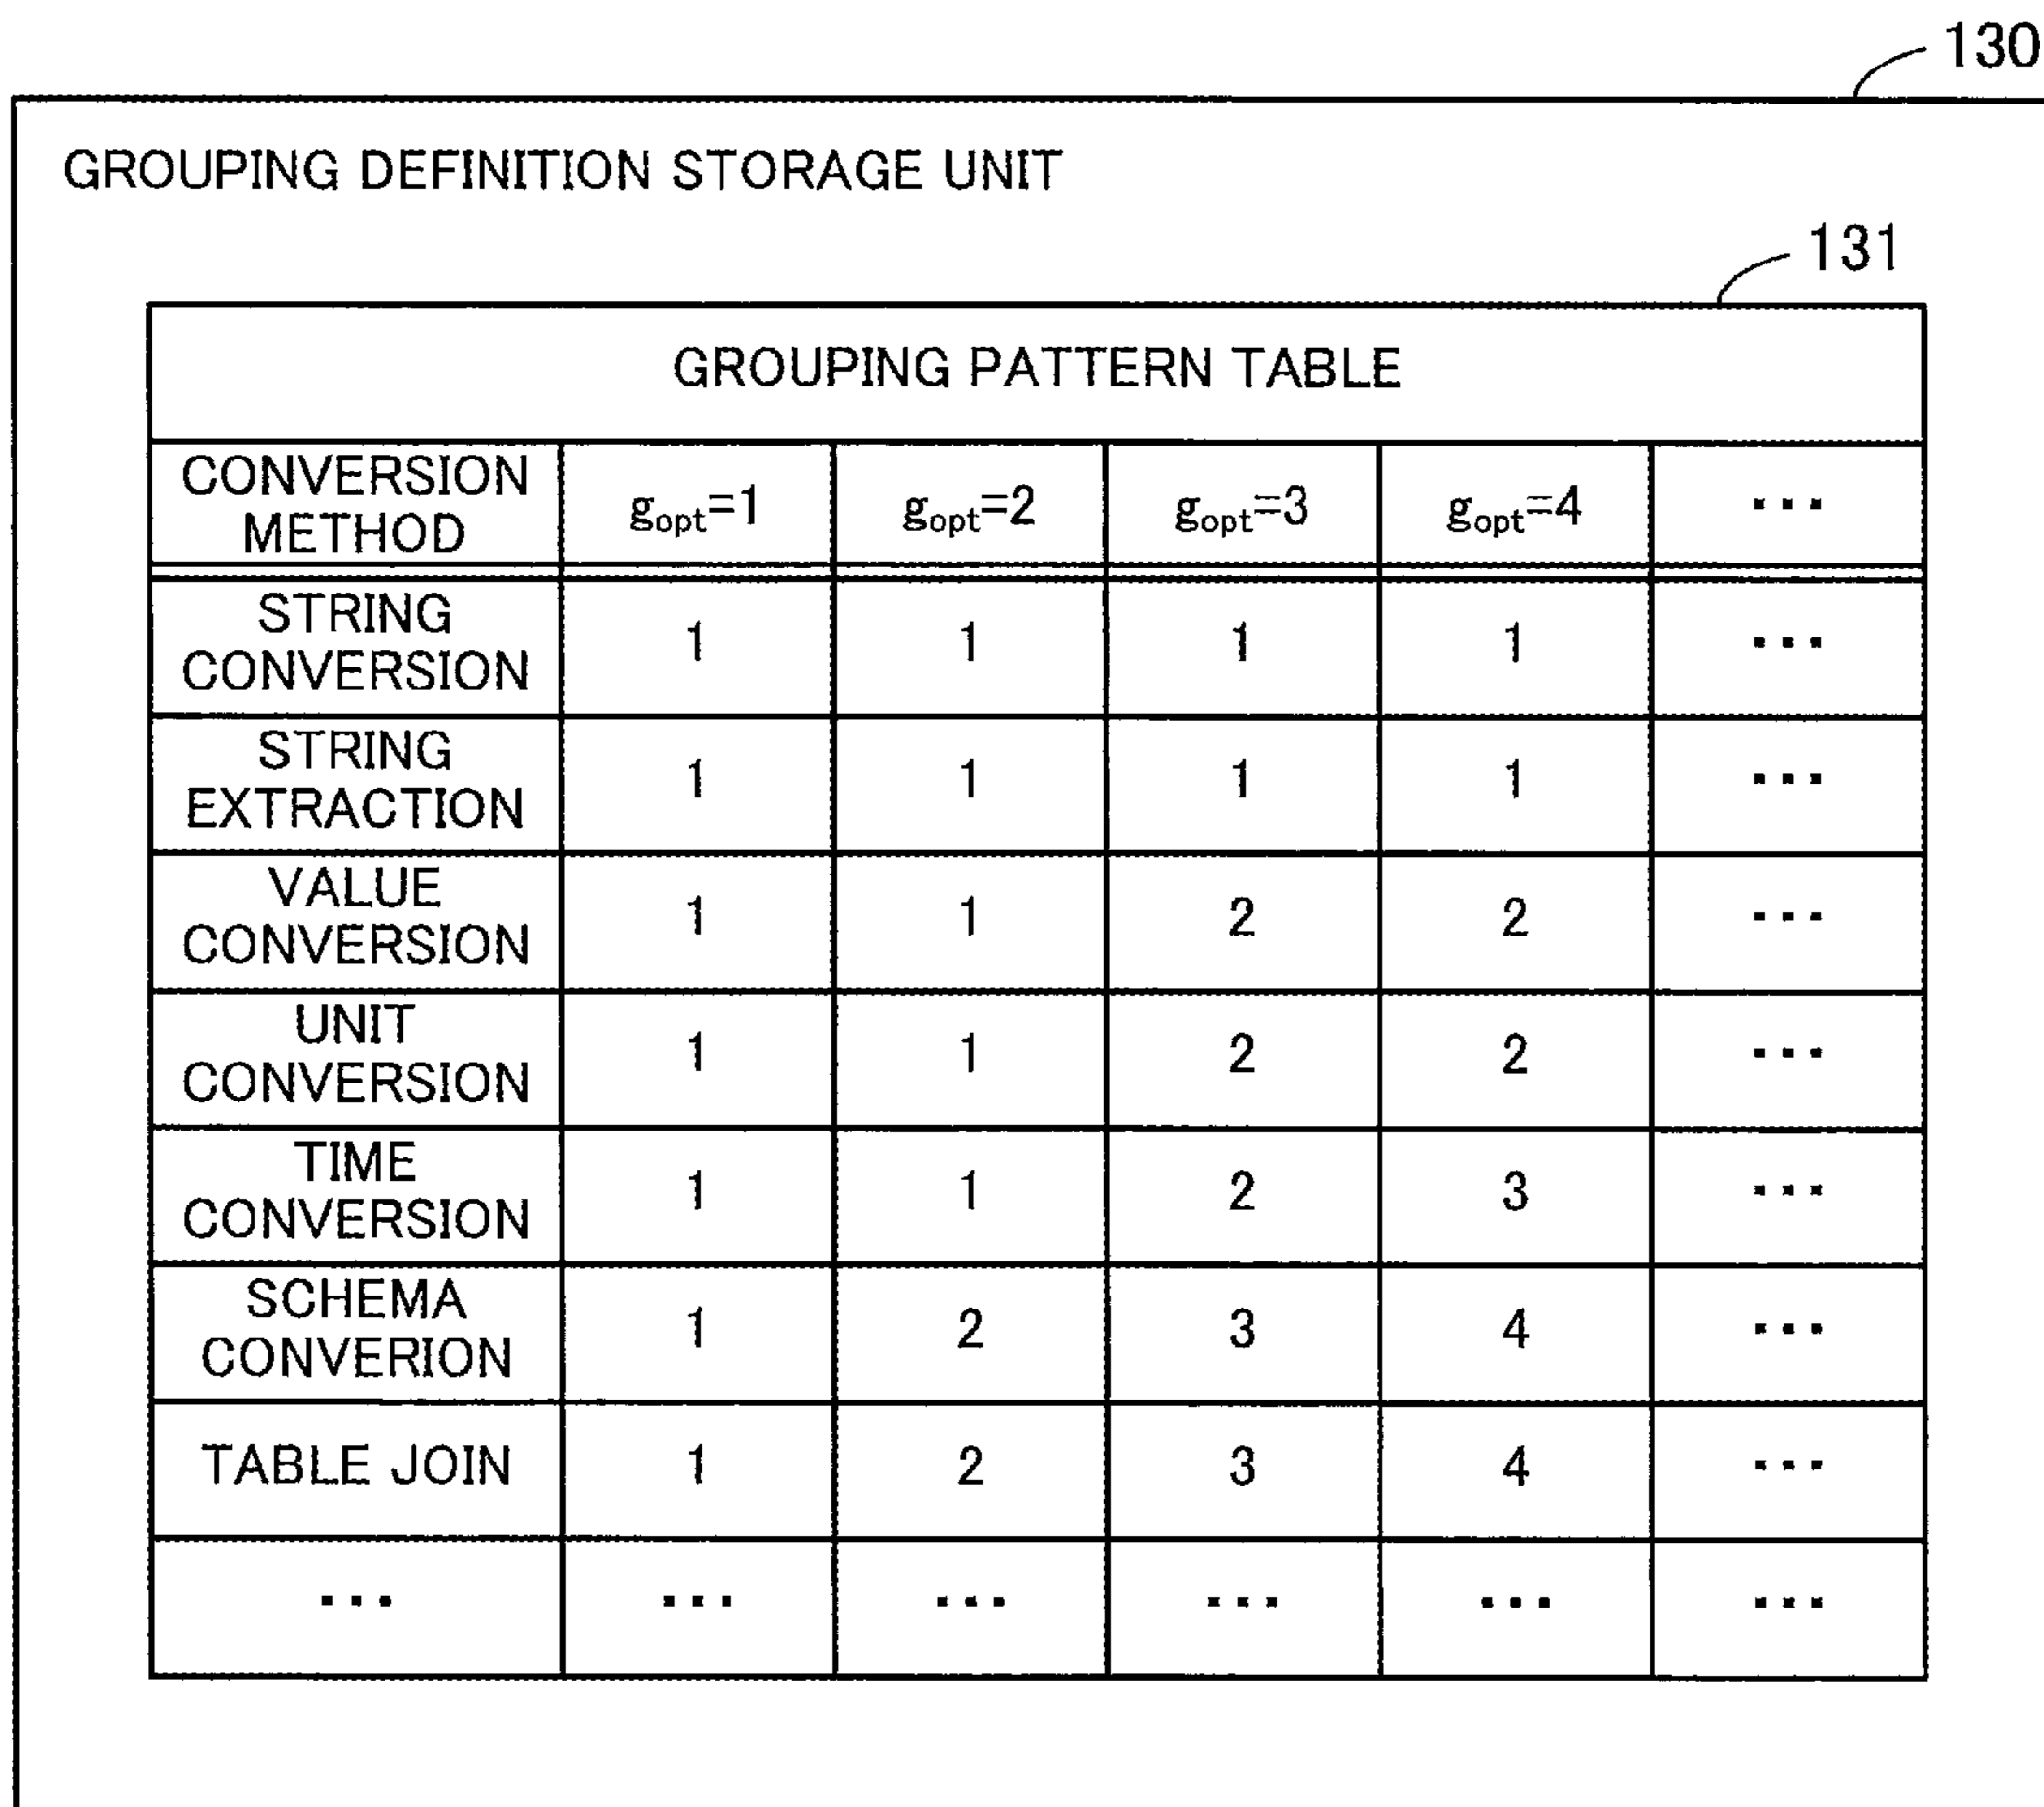 130
GROUPING DEFINITION STORAGE UNIT
131
GROUPING PATTERN TABLE
CONVERSION
METHOD
gopt=1
gopt=2
gopt=3
gopt=4
...
STRING
CONVERSION
1
1
1
1
...
STRING
EXTRACTION
1
1
1
1
...
VALUE
CONVERSION
1
1
2
2
...
UNIT
CONVERSION
1
1
2
2
...
TIME
CONVERSION
1
1
2
3
...
SCHEMA
CONVERION
1
2
3
4
...
TABLE JOIN
1
2
3
4
...
...
...
...
...
...
...